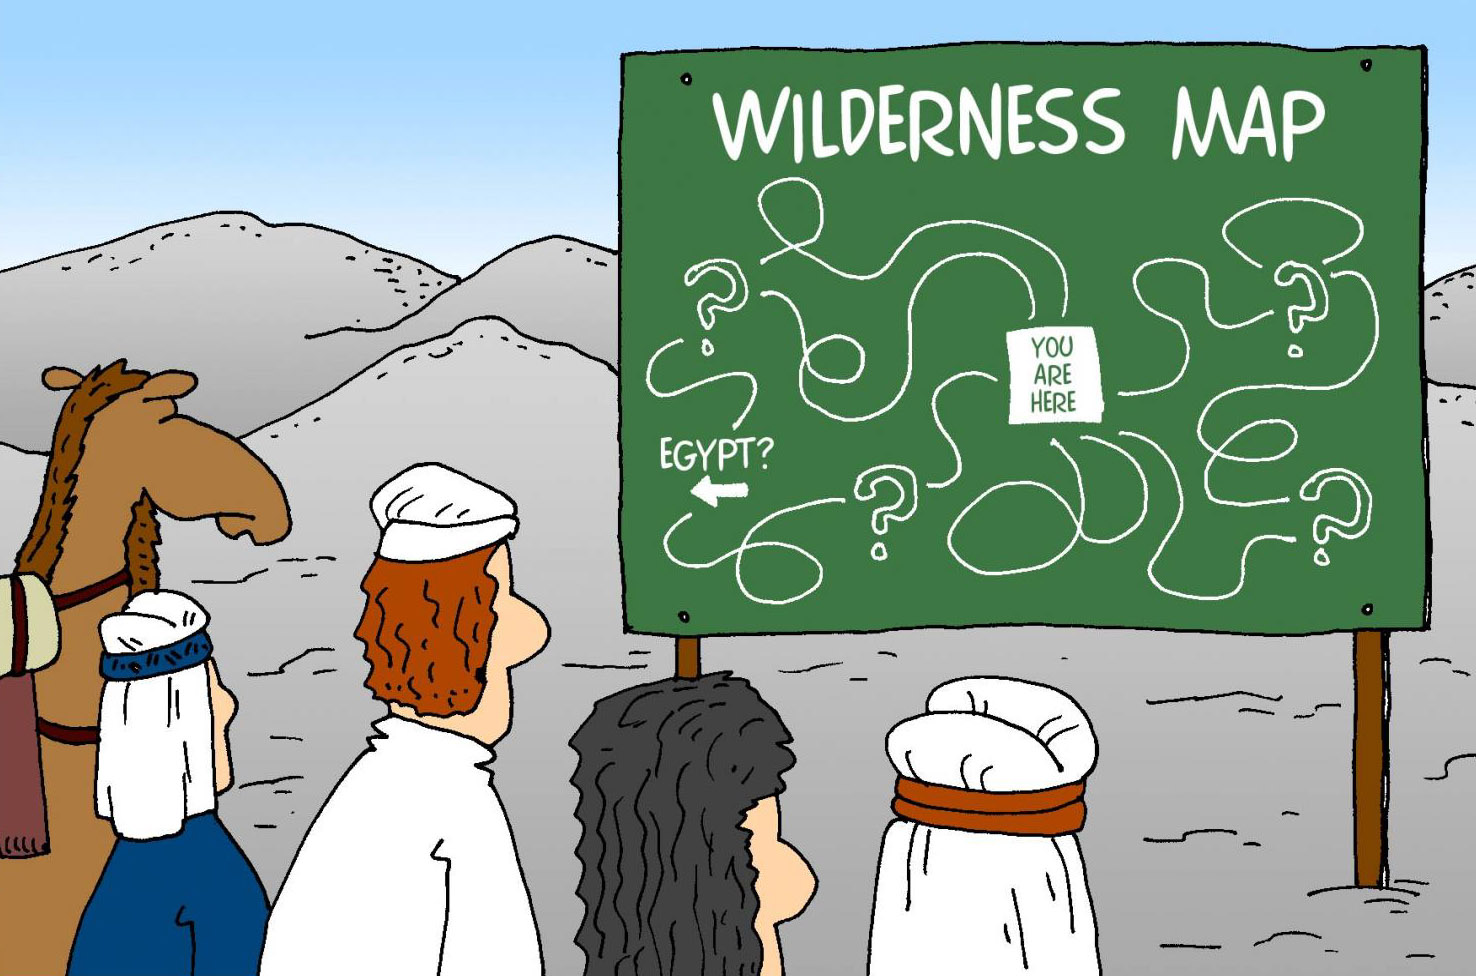 WILDERNESS MAP
?
?
YOU
ARE
HERE
EGYPT?
?
?